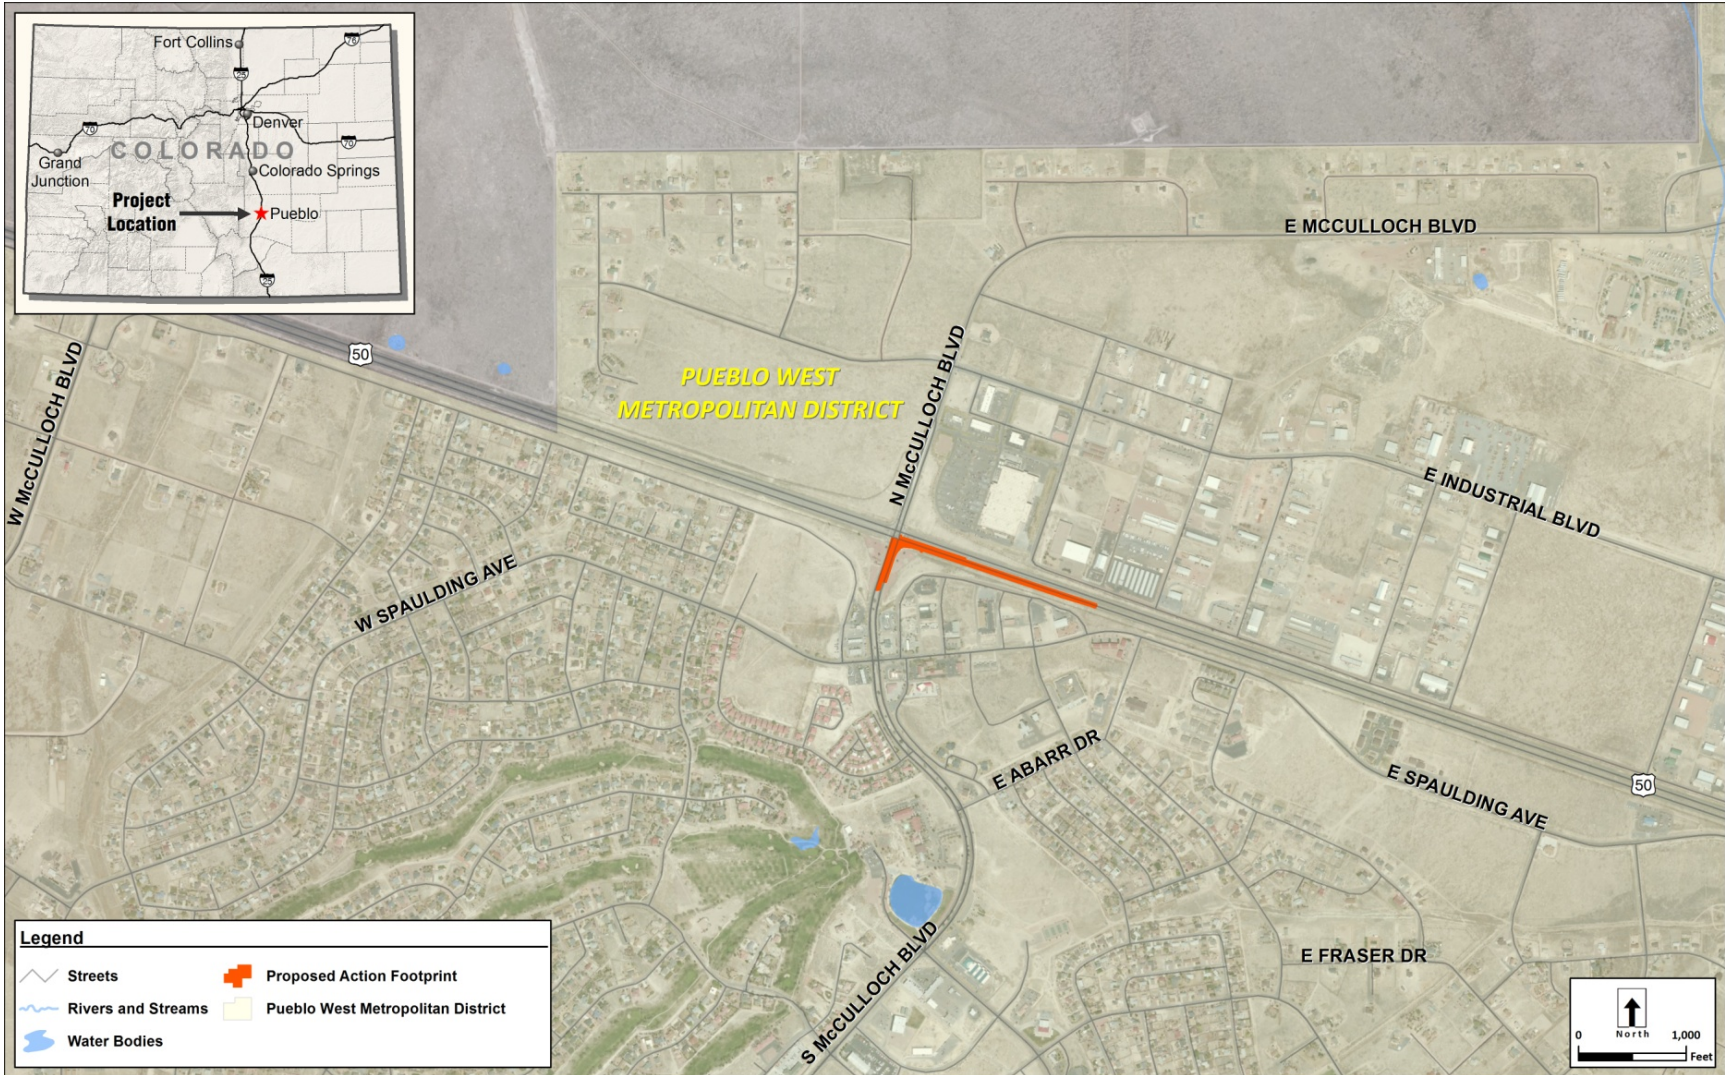 Fort Collins
76
25
Denver
70
70
COLORADO
Grand
Junction
Colorado Springs
Project
Location
Pueblo
25
E MCCULLOCH BLVD
W McCULLOCH BLVD
50
PUEBLO WEST
METROPOLITAN DISTRICT
N McCULLOCH BLVD
E INDUSTRIAL BLVD
W SPAULDING AVE
E ABARR DR
E SPAULDING AVE
50
S McCULLOCH BLVD
E FRASER DR
Legend
Streets
Proposed Action Footprint
Rivers and Streams
Pueblo West Metropolitan District
Water Bodies
North
0 1,000
Feet